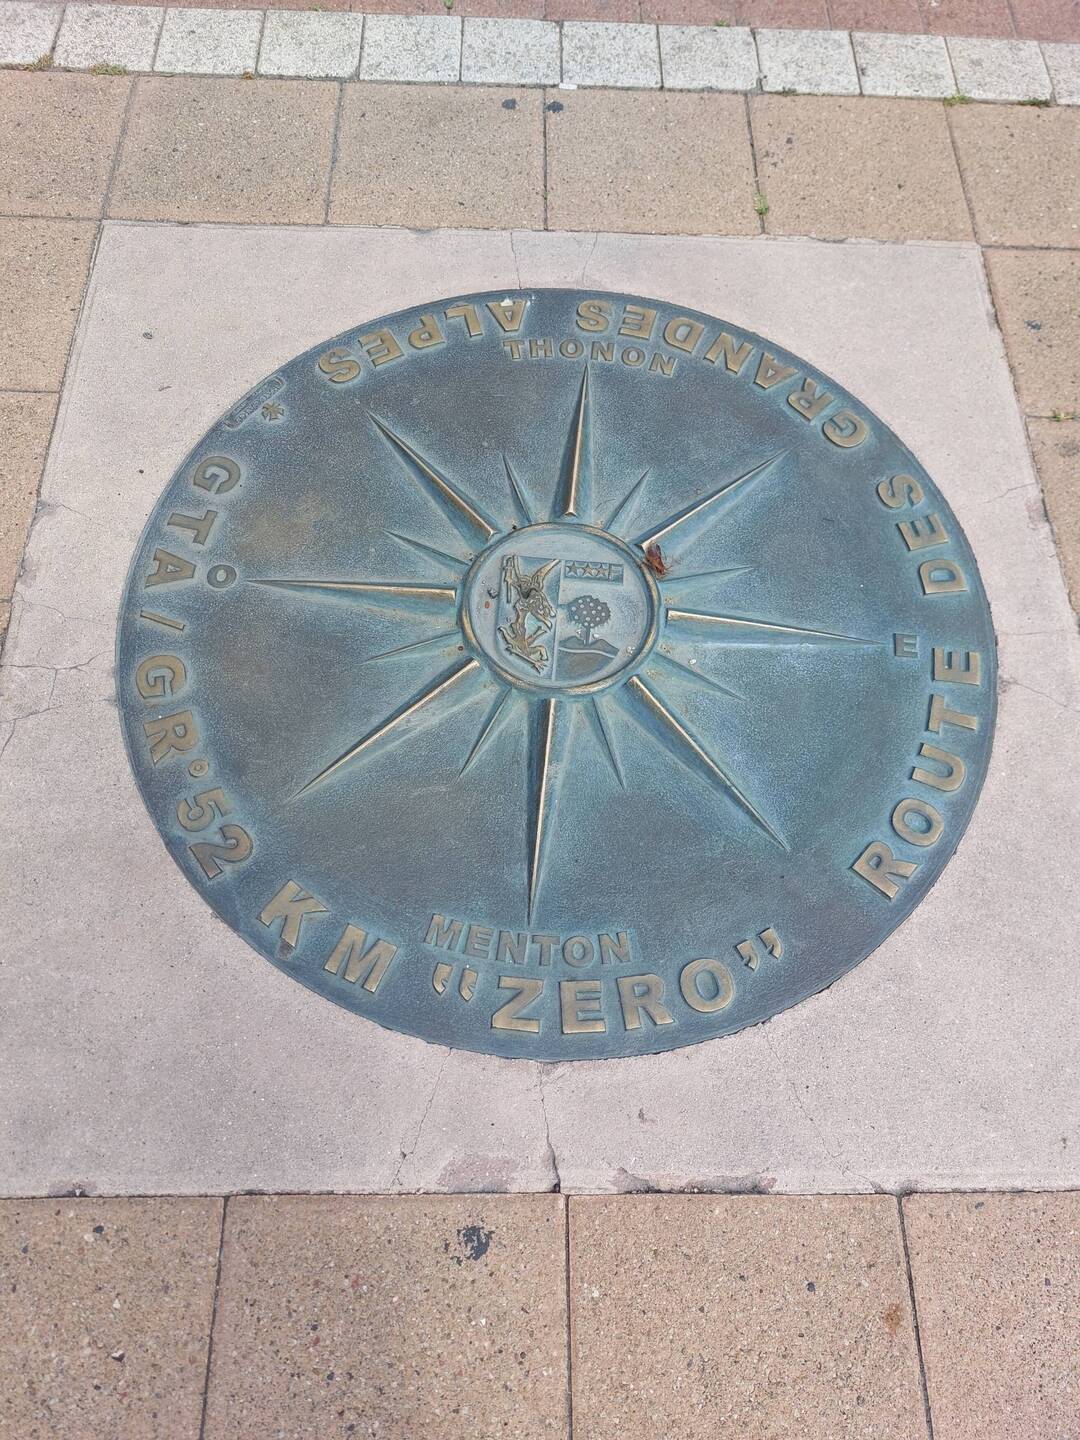 ROUTE DES GRANDES ALPES
GTA / GR° 52
KM “ZERO”
THONON
O
E
MENTON